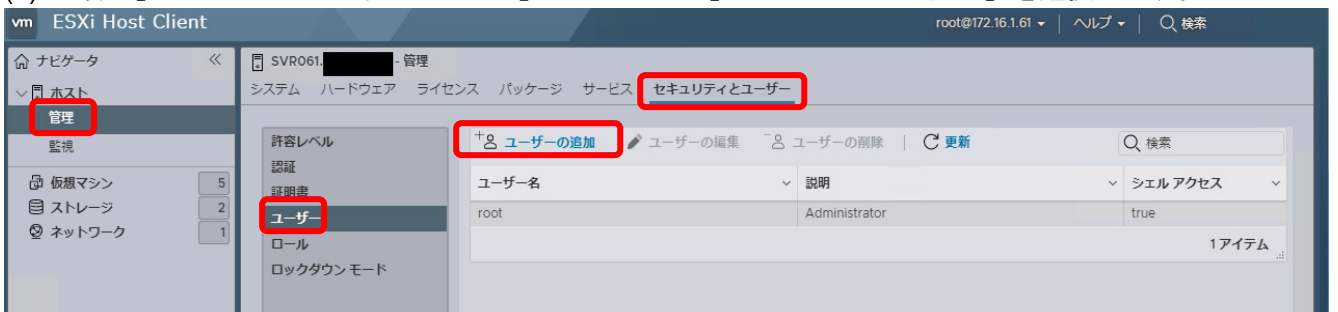 vm ESXi Host Client root@172.16.1.61 ヘルプ 検索
ナビゲータ
ホスト
管理
監視
仮想マシン 5
ストレージ 2
ネットワーク 1
SVR061. - 管理
システム ハードウェア ライセンス パッケージ サービス セキュリティとユーザー
許容レベル
認証
証明書
ユーザー
ロール
ロックダウン モード
ユーザーの追加 ユーザーの編集 ユーザーの削除 | 更新 検索
ユーザー名 説明 シェル アクセス
root Administrator true
1 アイテム